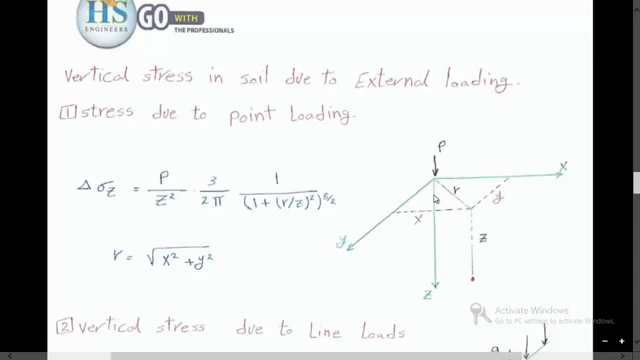 HS
ENGINEERS
GO WITH
THE PROFESSIONALS
Vertical stress in soil due to External loading.
1 stress due to point Loading.
P
x
Δσz = P/z² · 3/2π · 1/(1+(r/z)²)^5/2
r
y
x
z
y
r = √x²+y²
z
Activate Windows
Go to PC settings to activate Windows.
2 Vertical stress due to Line Loads
q